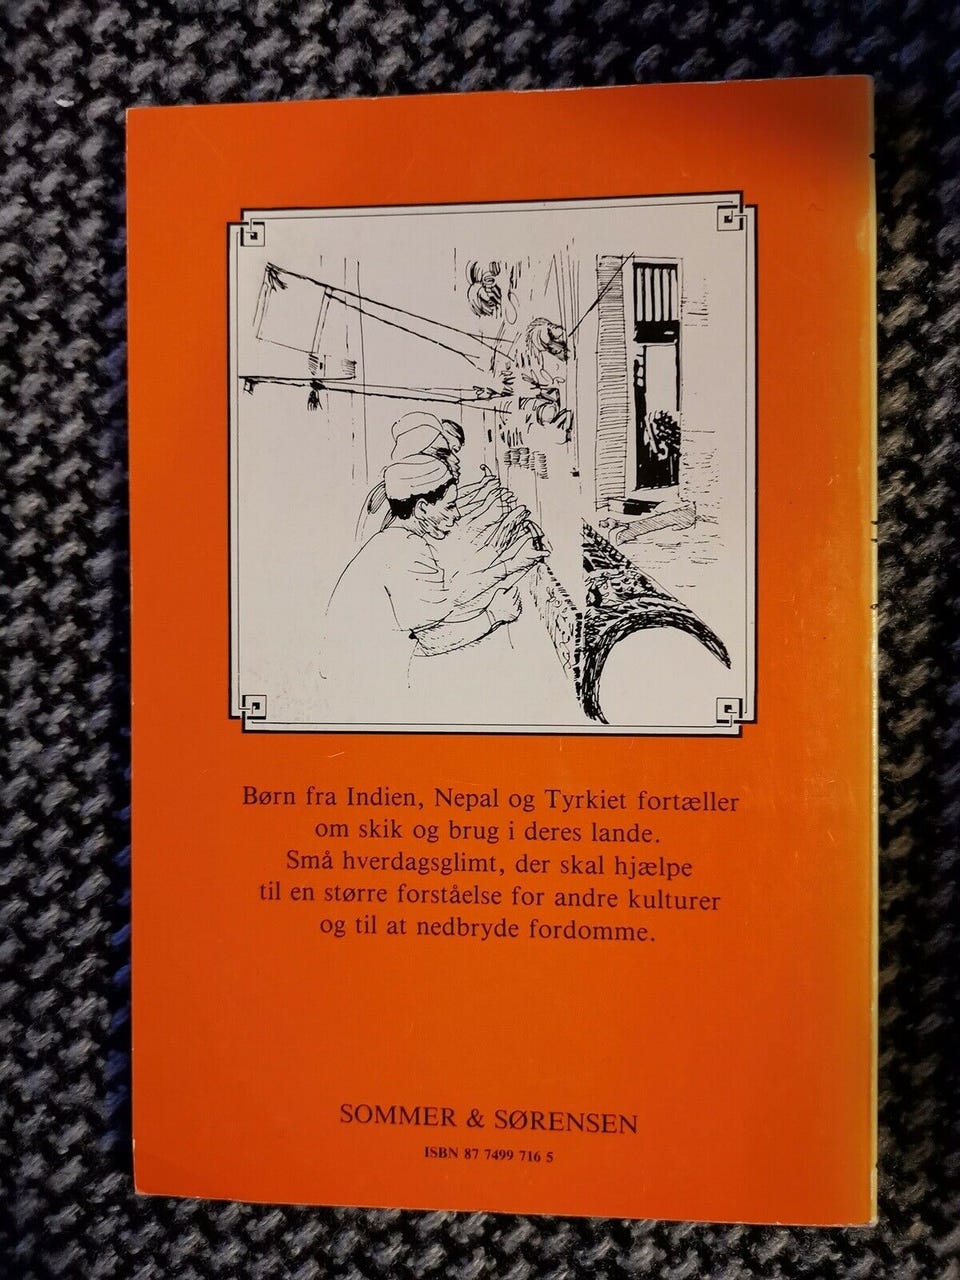 Børn fra Indien, Nepal og Tyrkiet fortæller
om skik og brug i deres lande.
Små hverdagsglimt, der skal hjælpe
til en større forståelse for andre kulturer
og til at nedbryde fordomme.
SOMMER & SØRENSEN
ISBN 87 7499 716 5